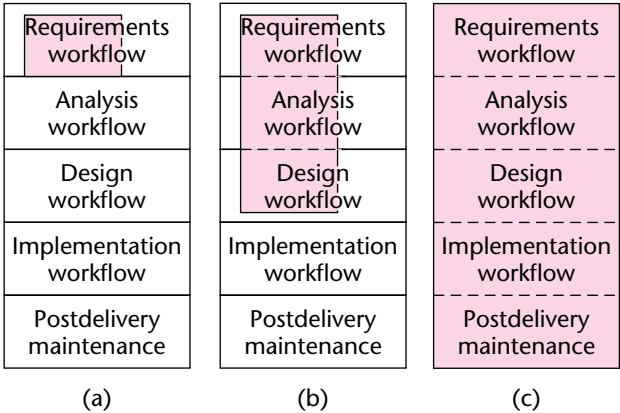 Requirements
workflow
Analysis
workflow
Design
workflow
Implementation
workflow
Postdelivery
maintenance
(a)
Requirements
workflow
Analysis
workflow
Design
workflow
Implementation
workflow
Postdelivery
maintenance
(b)
Requirements
workflow
Analysis
workflow
Design
workflow
Implementation
workflow
Postdelivery
maintenance
(c)